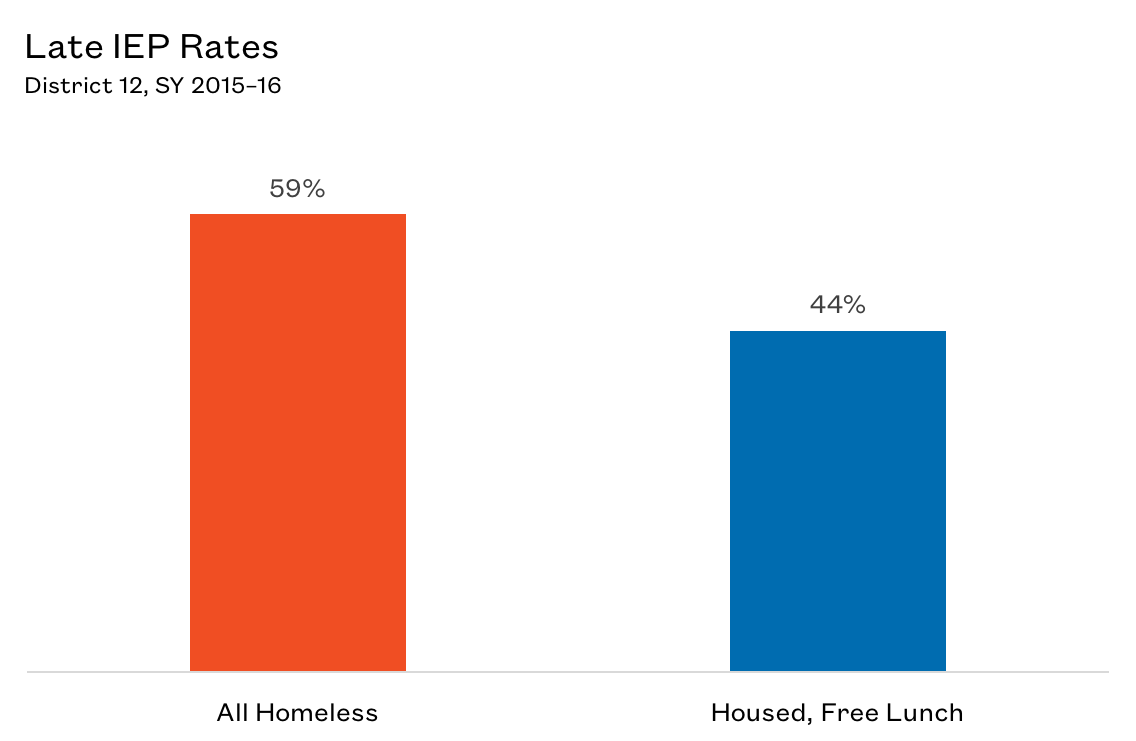 Late IEP Rates
District 12, SY 2015–16
59%
44%
All Homeless
Housed, Free Lunch